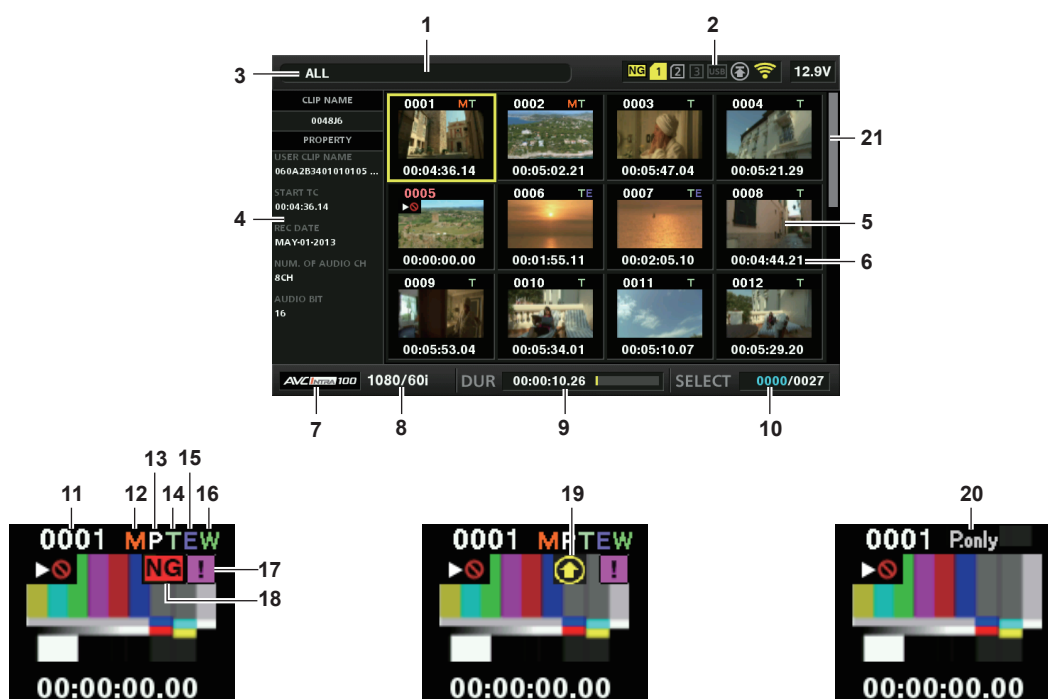 1
2
3
ALL
NG 1 2 3 USB
12.9V
CLIP NAME
0048J6
PROPERTY
USER CLIP NAME
060A2B3401010105 ...
START TC
00:04:36.14
REC DATE
MAY-01-2013
NUM. OF AUDIO CH
8CH
AUDIO BIT
16
4
0001 MT
0002 MT
0003 T
0004 T
00:04:36.14
00:05:02.21
00:05:47.04
00:05:21.29
21
0005
0006 TE
0007 TE
0008 T
5
00:00:00.00
00:01:55.11
00:02:05.10
00:04:44.21
6
0009 T
0010 T
0011 T
0012 T
00:05:53.04
00:05:34.01
00:05:10.07
00:05:29.20
AVC INTRA 100
1080/60i
DUR 00:00:10.26
SELECT 0000/0027
7
8
9
10
11
12
13
14
15
16
0001 MPTEW
NG !
17
18
00:00:00.00
19
0001 MPTEW
!
00:00:00.00
20
0001 P.only
00:00:00.00